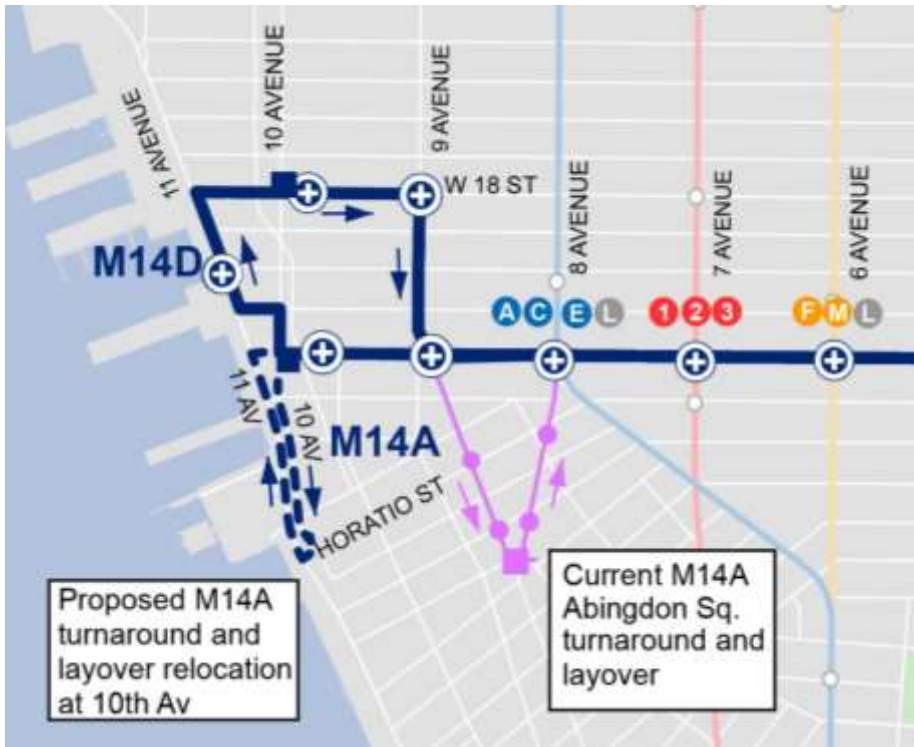 10 AVENUE
9 AVENUE
11 AVENUE
W 18 ST
8 AVENUE
7 AVENUE
6 AVENUE
M14D
A C E L
1 2 3
F M L
11 AV
10 AV
M14A
HORATIO ST
Proposed M14A
turnaround and
layover relocation
at 10th Av
Current M14A
Abingdon Sq.
turnaround and
layover